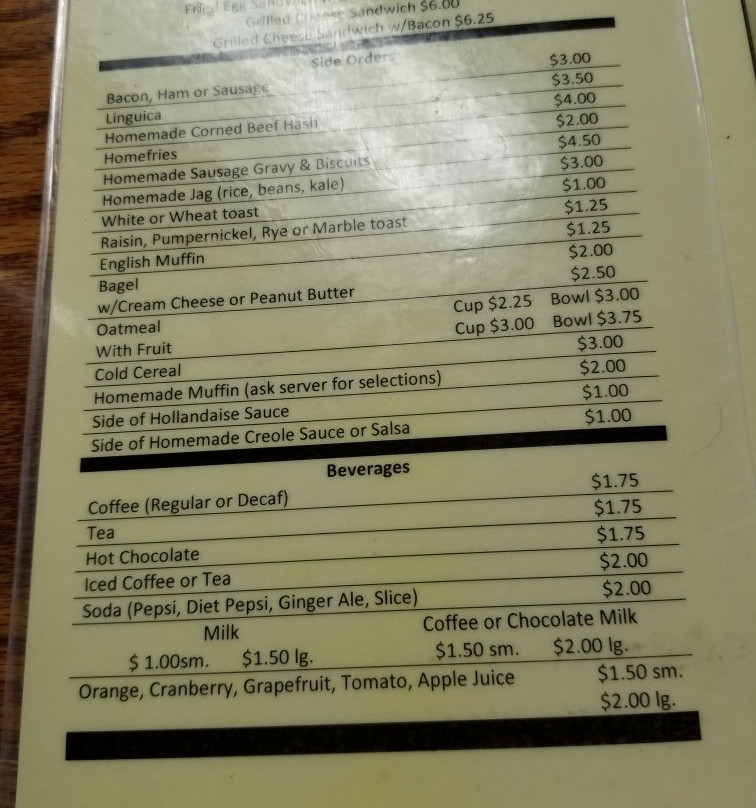 Fried Egg Sandwich
Grilled Cheese Sandwich $6.00
Grilled Cheese Sandwich w/Bacon $6.25
Side Orders
Bacon, Ham or Sausage $3.00
Linguica $3.50
Homemade Corned Beef Hash $4.00
Homefries $2.00
Homemade Sausage Gravy & Biscuits $4.50
Homemade Jag (rice, beans, kale) $3.00
White or Wheat toast $1.00
Raisin, Pumpernickel, Rye or Marble toast $1.25
English Muffin $1.25
Bagel $2.00
w/Cream Cheese or Peanut Butter $2.50
Oatmeal Cup $2.25 Bowl $3.00
With Fruit Cup $3.00 Bowl $3.75
Cold Cereal $3.00
Homemade Muffin (ask server for selections) $2.00
Side of Hollandaise Sauce $1.00
Side of Homemade Creole Sauce or Salsa $1.00
Beverages
Coffee (Regular or Decaf) $1.75
Tea $1.75
Hot Chocolate $1.75
Iced Coffee or Tea $2.00
Soda (Pepsi, Diet Pepsi, Ginger Ale, Slice) $2.00
Milk Coffee or Chocolate Milk
$ 1.00sm. $1.50 lg. $1.50 sm. $2.00 lg.
Orange, Cranberry, Grapefruit, Tomato, Apple Juice $1.50 sm.
$2.00 lg.